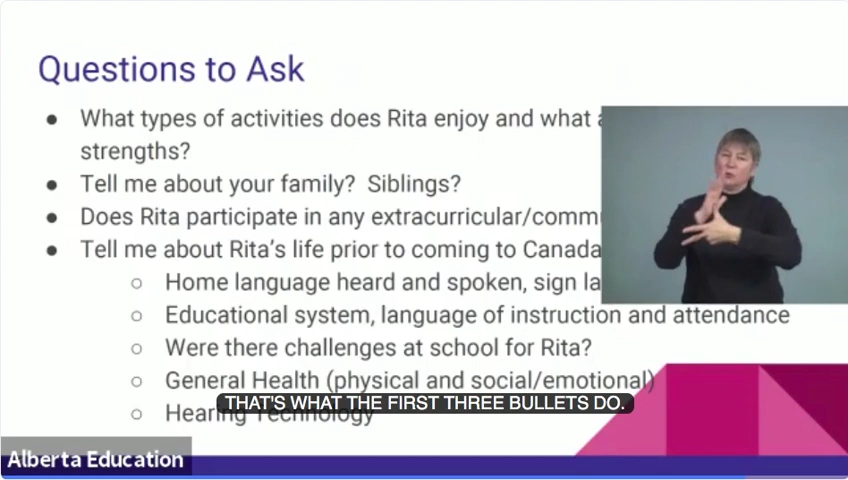 Questions to Ask
● What types of activities does Rita enjoy and what
strengths?
● Tell me about your family? Siblings?
● Does Rita participate in any
● Tell me about Rita's life prior to coming to Canada
○ Home language heard and spoken, sign
○ Educational system, language of instruction and attendance
○ Were there challenges at school for Rita?
○ General Health (physical and social/emotional)
○ Hearing Technology
THAT'S WHAT THE FIRST THREE BULLETS DO.
Alberta Education